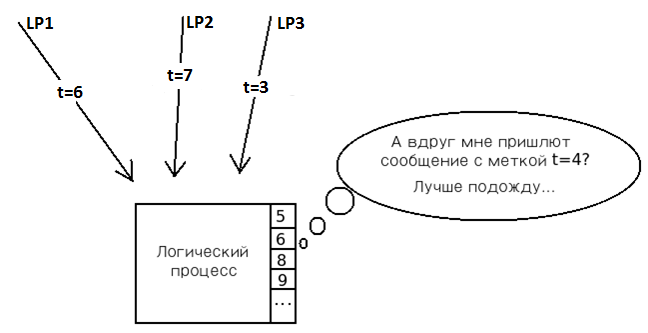 LP1
LP2
LP3
t=6
t=7
t=3
А вдруг мне пришлют
сообщение с меткой t=4?
Лучше подожду...
Логический
процесс
5
6
8
9
...